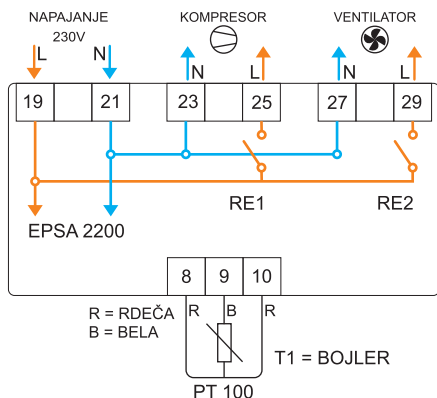 NAPAJANJE KOMPRESOR VENTILATOR
230V
L N N L N L
19 21 23 25 27 29
RE1 RE2
EPSA 2200
8 9 10
R = RDEČA R B R
B = BELA
T1 = BOJLER
PT 100